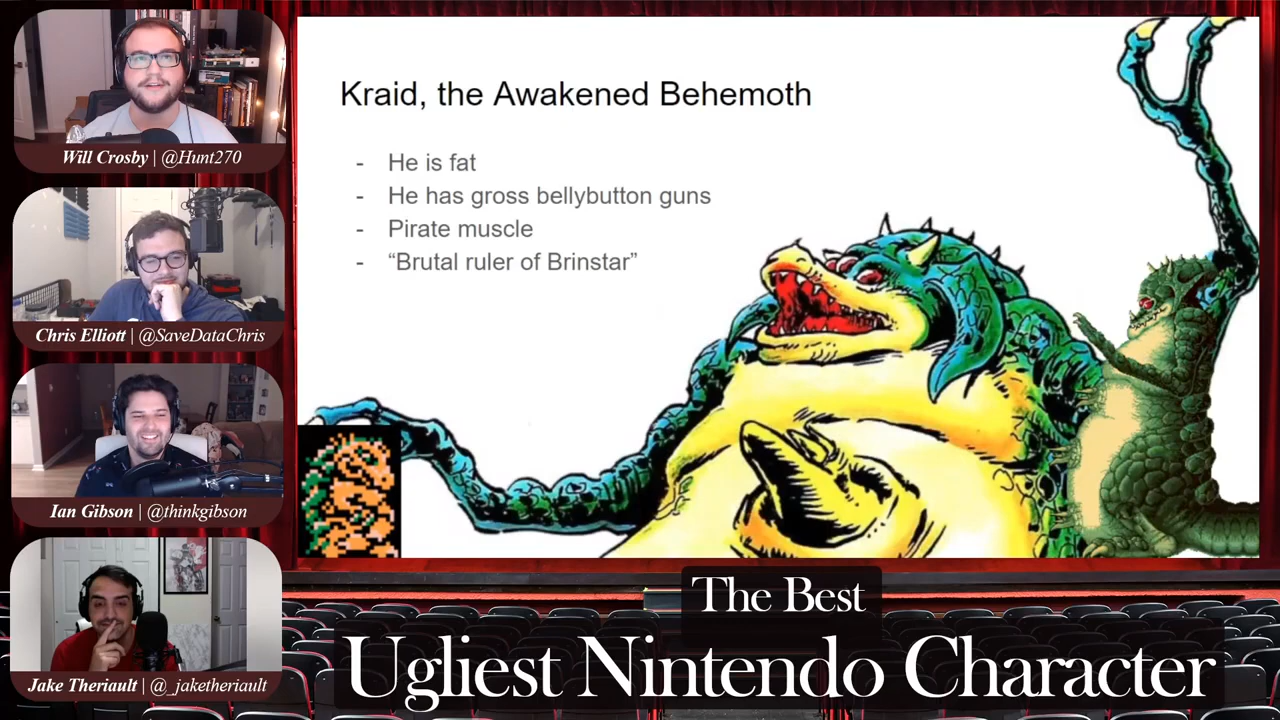 Will Crosby | @Hunt270
Chris Elliott | @SaveDataChris
Ian Gibson | @thinkgibson
Jake Theriault | @_jaketheriault
Kraid, the Awakened Behemoth
- He is fat
- He has gross bellybutton guns
- Pirate muscle
- “Brutal ruler of Brinstar”
The Best
Ugliest Nintendo Character